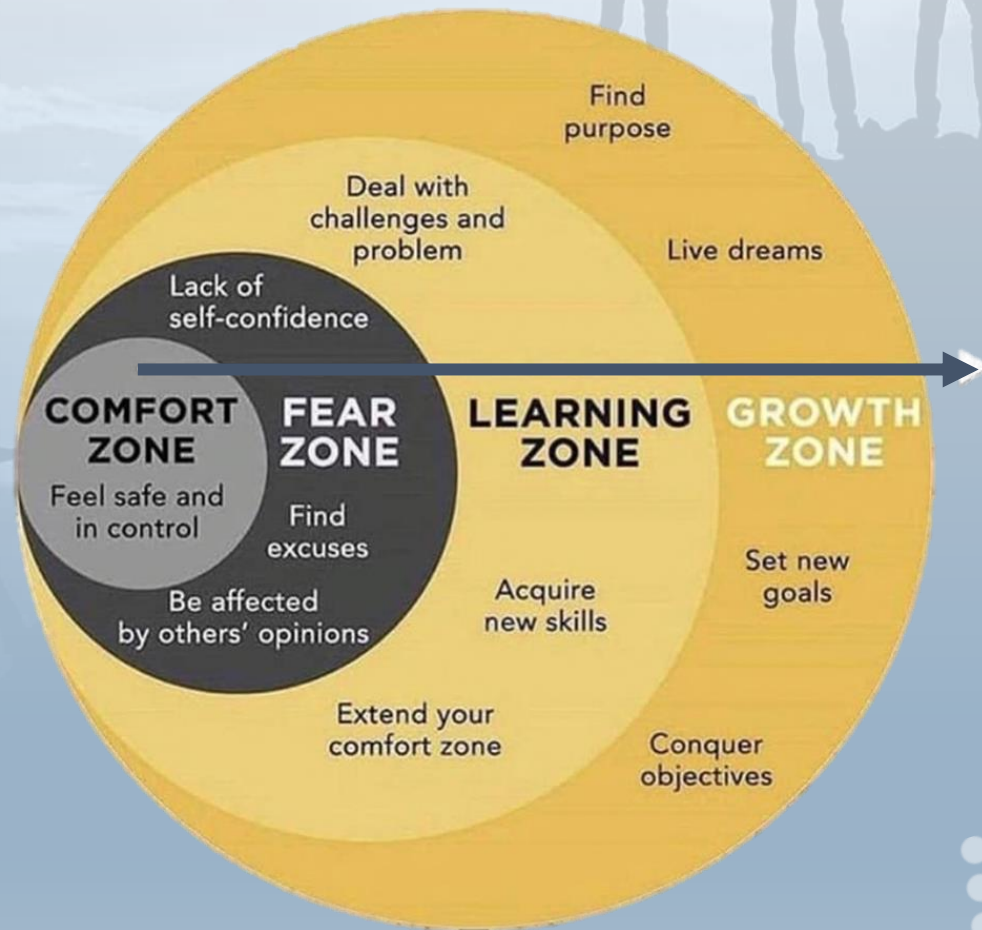 Find
purpose
Deal with
challenges and
problem
Live dreams
Lack of
self-confidence
COMFORT
ZONE
Feel safe and
in control
FEAR
ZONE
Find
excuses
Be affected
by others' opinions
LEARNING
ZONE
Acquire
new skills
Extend your
comfort zone
GROWTH
ZONE
Set new
goals
Conquer
objectives